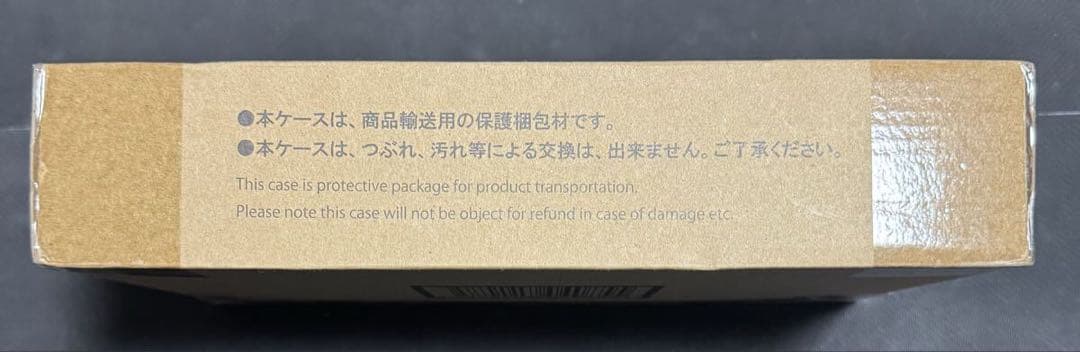 ●本ケースは、商品輸送用の保護梱包材です。
●本ケースは、つぶれ、汚れ等による交換は、出来ません。ご了承ください。
This case is protective package for product transportation.
Please note this case will not be object for refund in case of damage etc.